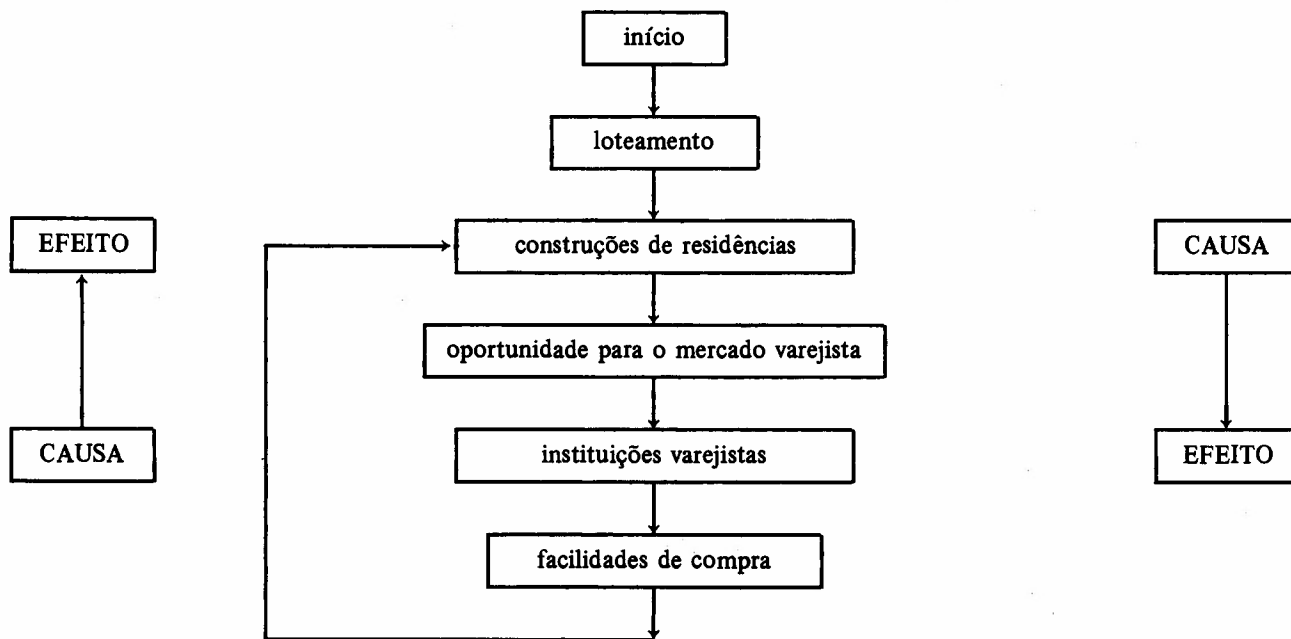 início
loteamento
EFEITO
construções de residências
CAUSA
oportunidade para o mercado varejista
CAUSA
instituições varejistas
EFEITO
facilidades de compra